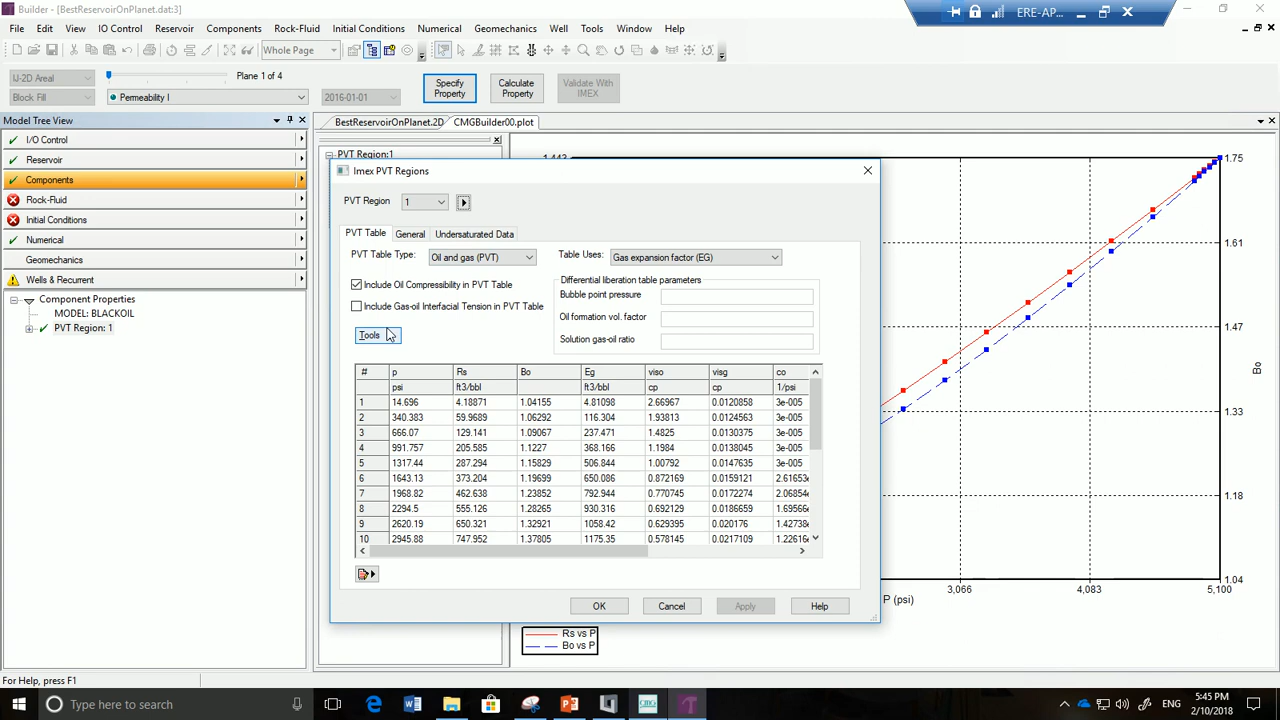 Builder - [BestReservoirOnPlanet.dat:3]
ERE-AP...
File Edit View IO Control Reservoir Components Rock-Fluid Initial Conditions Numerical Geomechanics Wells Tools Window Help
Whole Page
IJ-2D Areal
Plane 1 of 4
Block Fill
Permeability I
2016-01-01
Specify
Property
Calculate
Property
Validate With
IMEX
Model Tree View
I/O Control
Reservoir
Components
Rock-Fluid
Initial Conditions
Numerical
Geomechanics
Wells & Recurrent
Component Properties
MODEL: BLACKOIL
PVT Region: 1
BestReservoirOnPlanet.2D CMGBuilder00.plot
PVT Region:1
Imex PVT Regions
PVT Region 1
PVT Table General Undersaturated Data
PVT Table Type: Oil and gas (PVT) Table Uses: Gas expansion factor (EG)
Include Oil Compressibility in PVT Table
Include Gas-oil Interfacial Tension in PVT Table
Tools
Differential liberation table parameters
Bubble point pressure
Oil formation vol. factor
Solution gas-oil ratio
# p Rs Bo Eg viso visg co
psi ft3/bbl ft3/bbl cp cp 1/psi
1 14.696 4.18871 1.04155 4.81098 2.66967 0.0120858 3e-005
2 340.383 59.9689 1.06292 116.304 1.93813 0.0124563 3e-005
3 666.07 129.141 1.09067 237.471 1.4825 0.0130375 3e-005
4 991.757 205.585 1.1227 368.166 1.1984 0.0138045 3e-005
5 1317.44 287.294 1.15829 506.844 1.00792 0.0147635 3e-005
6 1643.13 373.204 1.19699 650.086 0.872169 0.0159121 2.61653e
7 1968.82 462.638 1.23852 792.944 0.770745 0.0172274 2.06854e
8 2294.5 555.126 1.28265 930.316 0.692129 0.0186659 1.69566e
9 2620.19 650.321 1.32921 1058.42 0.629395 0.020176 1.42738e
10 2945.88 747.952 1.37805 1175.35 0.578145 0.0217109 1.22616e
OK Cancel Apply Help
1.75
1.61
1.47
1.33
1.18
1.04
Bo
3,066 4,083 5,100
P (psi)
Rs vs P
Bo vs P
For Help, press F1
Type here to search
ENG
5:45 PM
2/10/2018